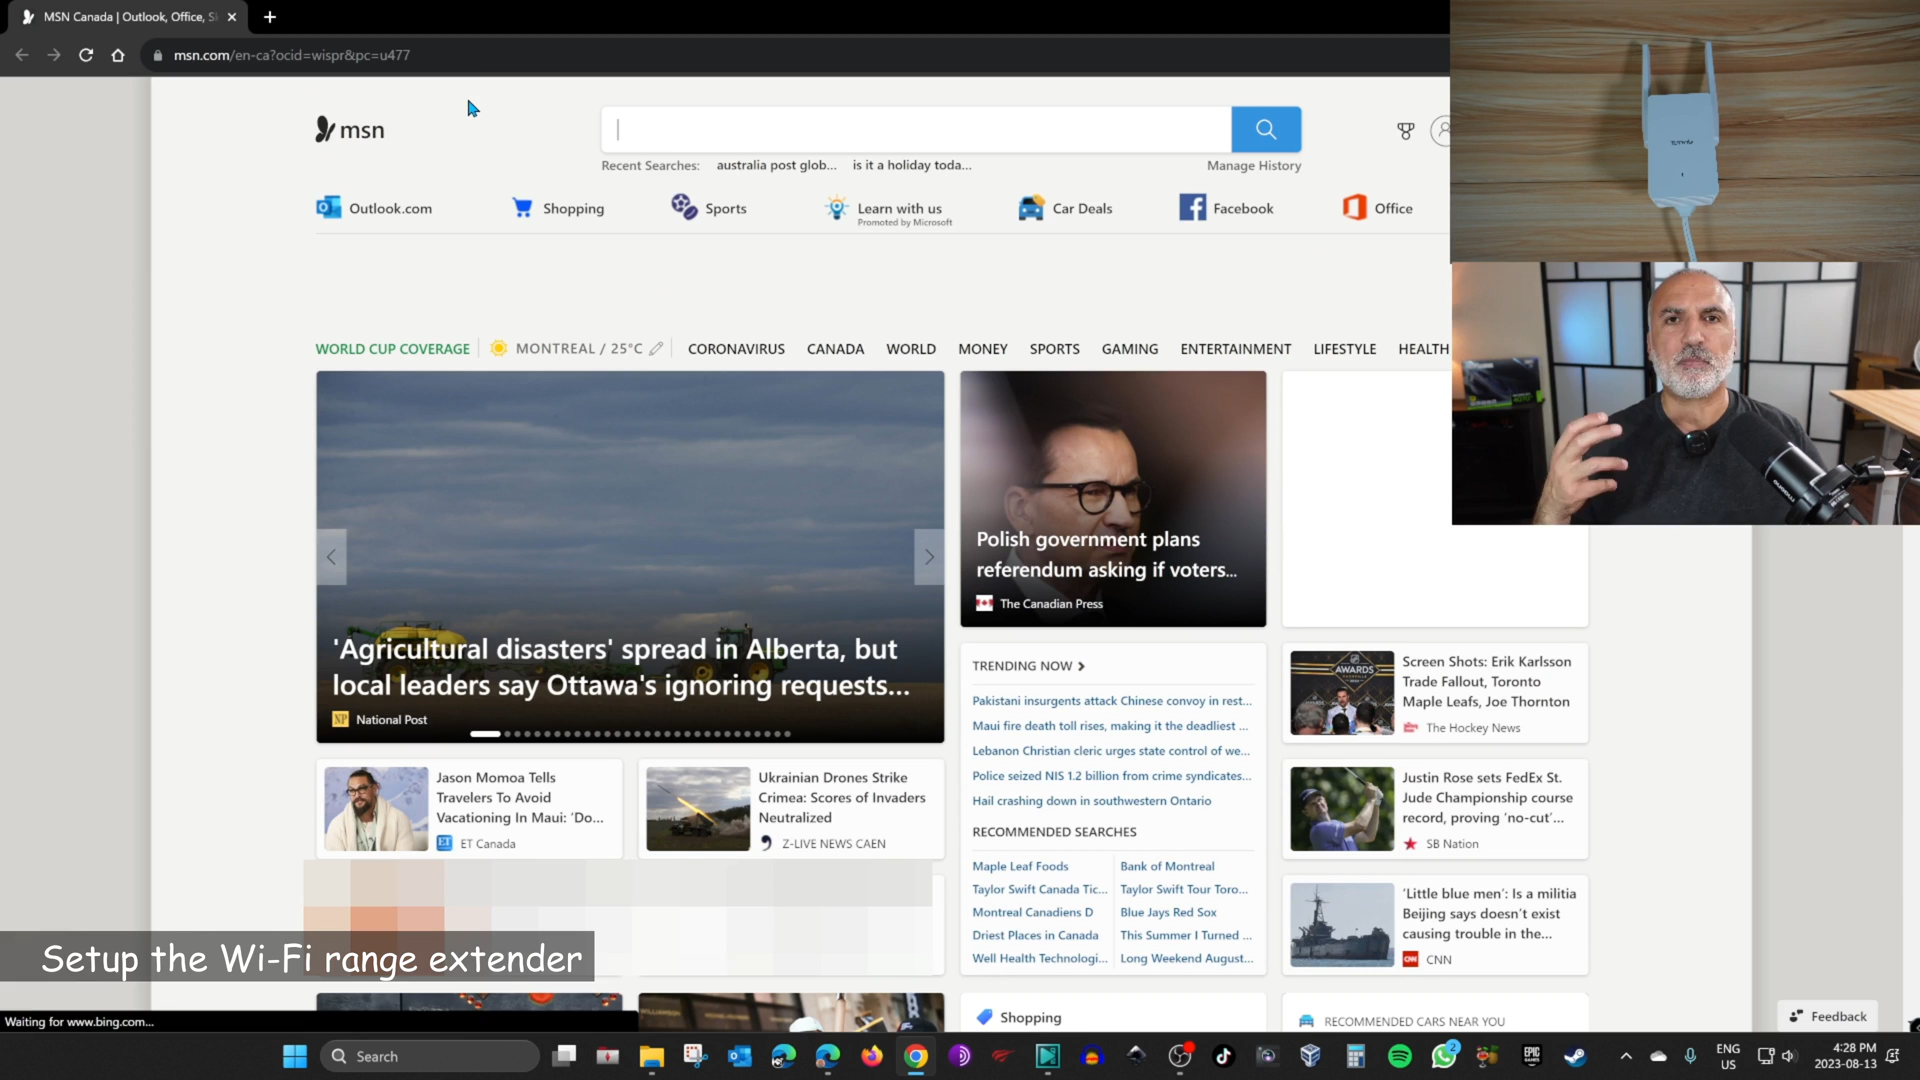 MSN Canada | Outlook, Office, S
msn.com/en-ca?ocid=wispr&pc=u477
msn
Recent Searches: australia post glob... is it a holiday toda... Manage History
Outlook.com Shopping Sports Learn with us Car Deals Facebook Office
Promoted by Microsoft
WORLD CUP COVERAGE MONTREAL / 25°C CORONAVIRUS CANADA WORLD MONEY SPORTS GAMING ENTERTAINMENT LIFESTYLE HEALTH
'Agricultural disasters' spread in Alberta, but
local leaders say Ottawa's ignoring requests...
NP National Post
Polish government plans
referendum asking if voters...
The Canadian Press
TRENDING NOW
Pakistani insurgents attack Chinese convoy in rest...
Maui fire death toll rises, making it the deadliest ...
Lebanon Christian cleric urges state control of we...
Police seized NIS 1.2 billion from crime syndicates...
Hail crashing down in southwestern Ontario
RECOMMENDED SEARCHES
Maple Leaf Foods Bank of Montreal
Taylor Swift Canada Tic... Taylor Swift Tour Toro...
Montreal Canadiens D Blue Jays Red Sox
Driest Places in Canada This Summer I Turned ...
Well Health Technologi... Long Weekend August...
AWARDS
Screen Shots: Erik Karlsson
Trade Fallout, Toronto
Maple Leafs, Joe Thornton
The Hockey News
Jason Momoa Tells
Travelers To Avoid
Vacationing In Maui: ‘Do...
ET ET Canada
Ukrainian Drones Strike
Crimea: Scores of Invaders
Neutralized
Z-LIVE NEWS CAEN
Justin Rose sets FedEx St.
Jude Championship course
record, proving ‘no-cut’...
SB Nation
‘Little blue men’: Is a militia
Beijing says doesn’t exist
causing trouble in the...
CNN
Setup the Wi-Fi range extender
Shopping
RECOMMENDED CARS NEAR YOU
Feedback
Waiting for www.bing.com...
Search
2
EPIC
GAMES
ENG
US
4:28 PM
2023-08-13